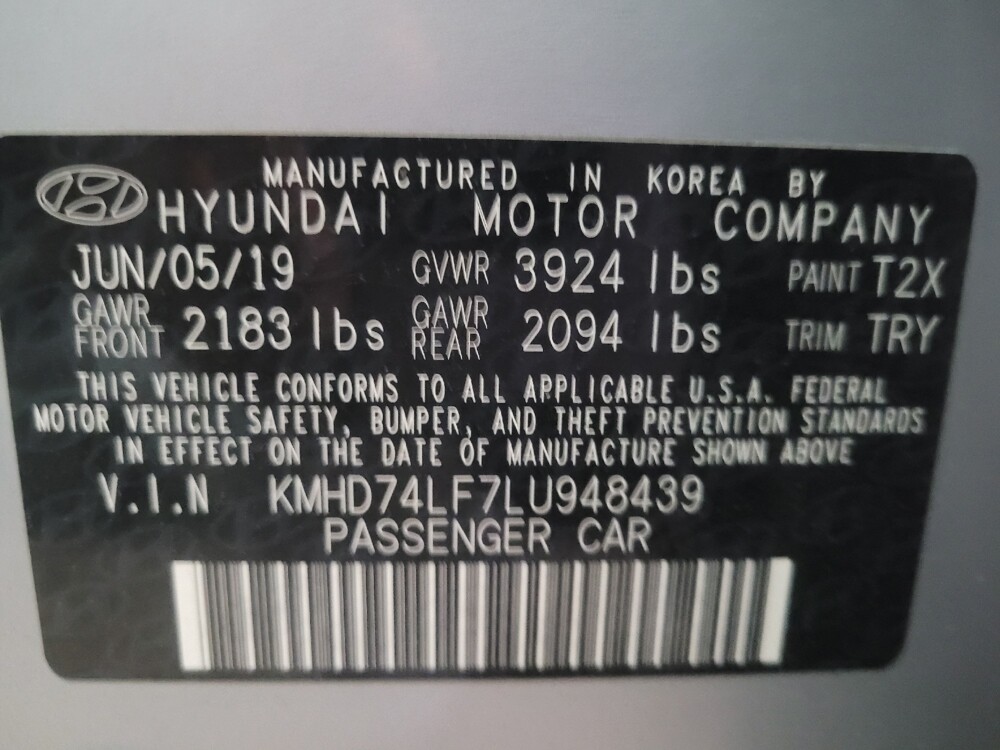 MANUFACTURED IN KOREA BY
HYUNDAI MOTOR COMPANY
JUN/05/19 GVWR 3924 lbs PAINT T2X
GAWR FRONT 2183 lbs GAWR REAR 2094 lbs TRIM TRY
THIS VEHICLE CONFORMS TO ALL APPLICABLE U.S.A. FEDERAL
MOTOR VEHICLE SAFETY, BUMPER, AND THEFT PREVENTION STANDARDS
IN EFFECT ON THE DATE OF MANUFACTURE SHOWN ABOVE
V.I.N KMHD74LF7LU948439
PASSENGER CAR